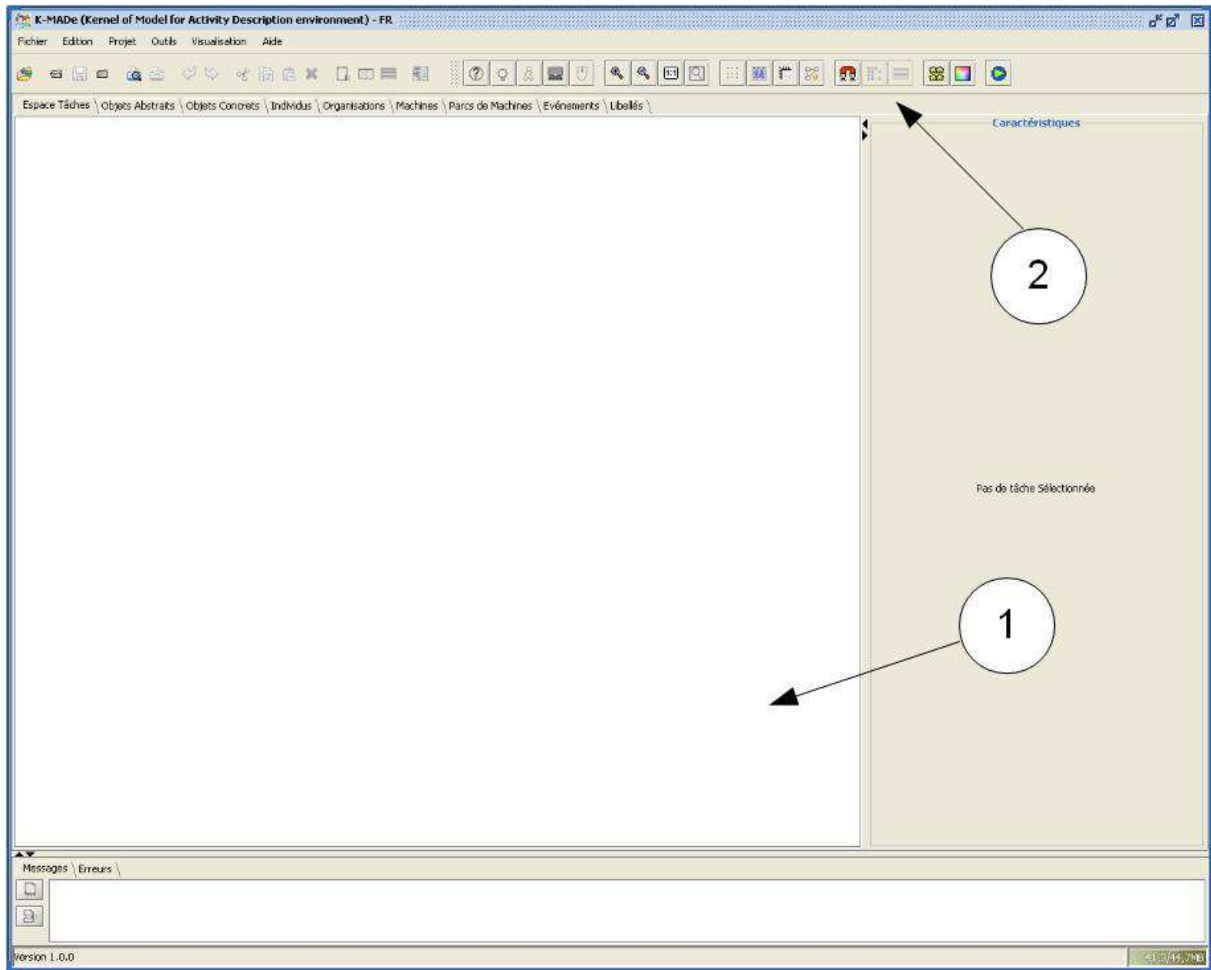 K-MADe (Kernel of Model for Activity Description environment) - FR
Fichier Edition Projet Outils Visualisation Aide
1:1
Espace Tâches \ Objets Abstraits \ Objets Concrets \ Individus \ Organisations \ Machines \ Parcs de Machines \ Evénements \ Libellés \
Caractéristiques
2
Pas de tâche Sélectionnée
1
Messages \ Erreurs \
Version 1.0.0